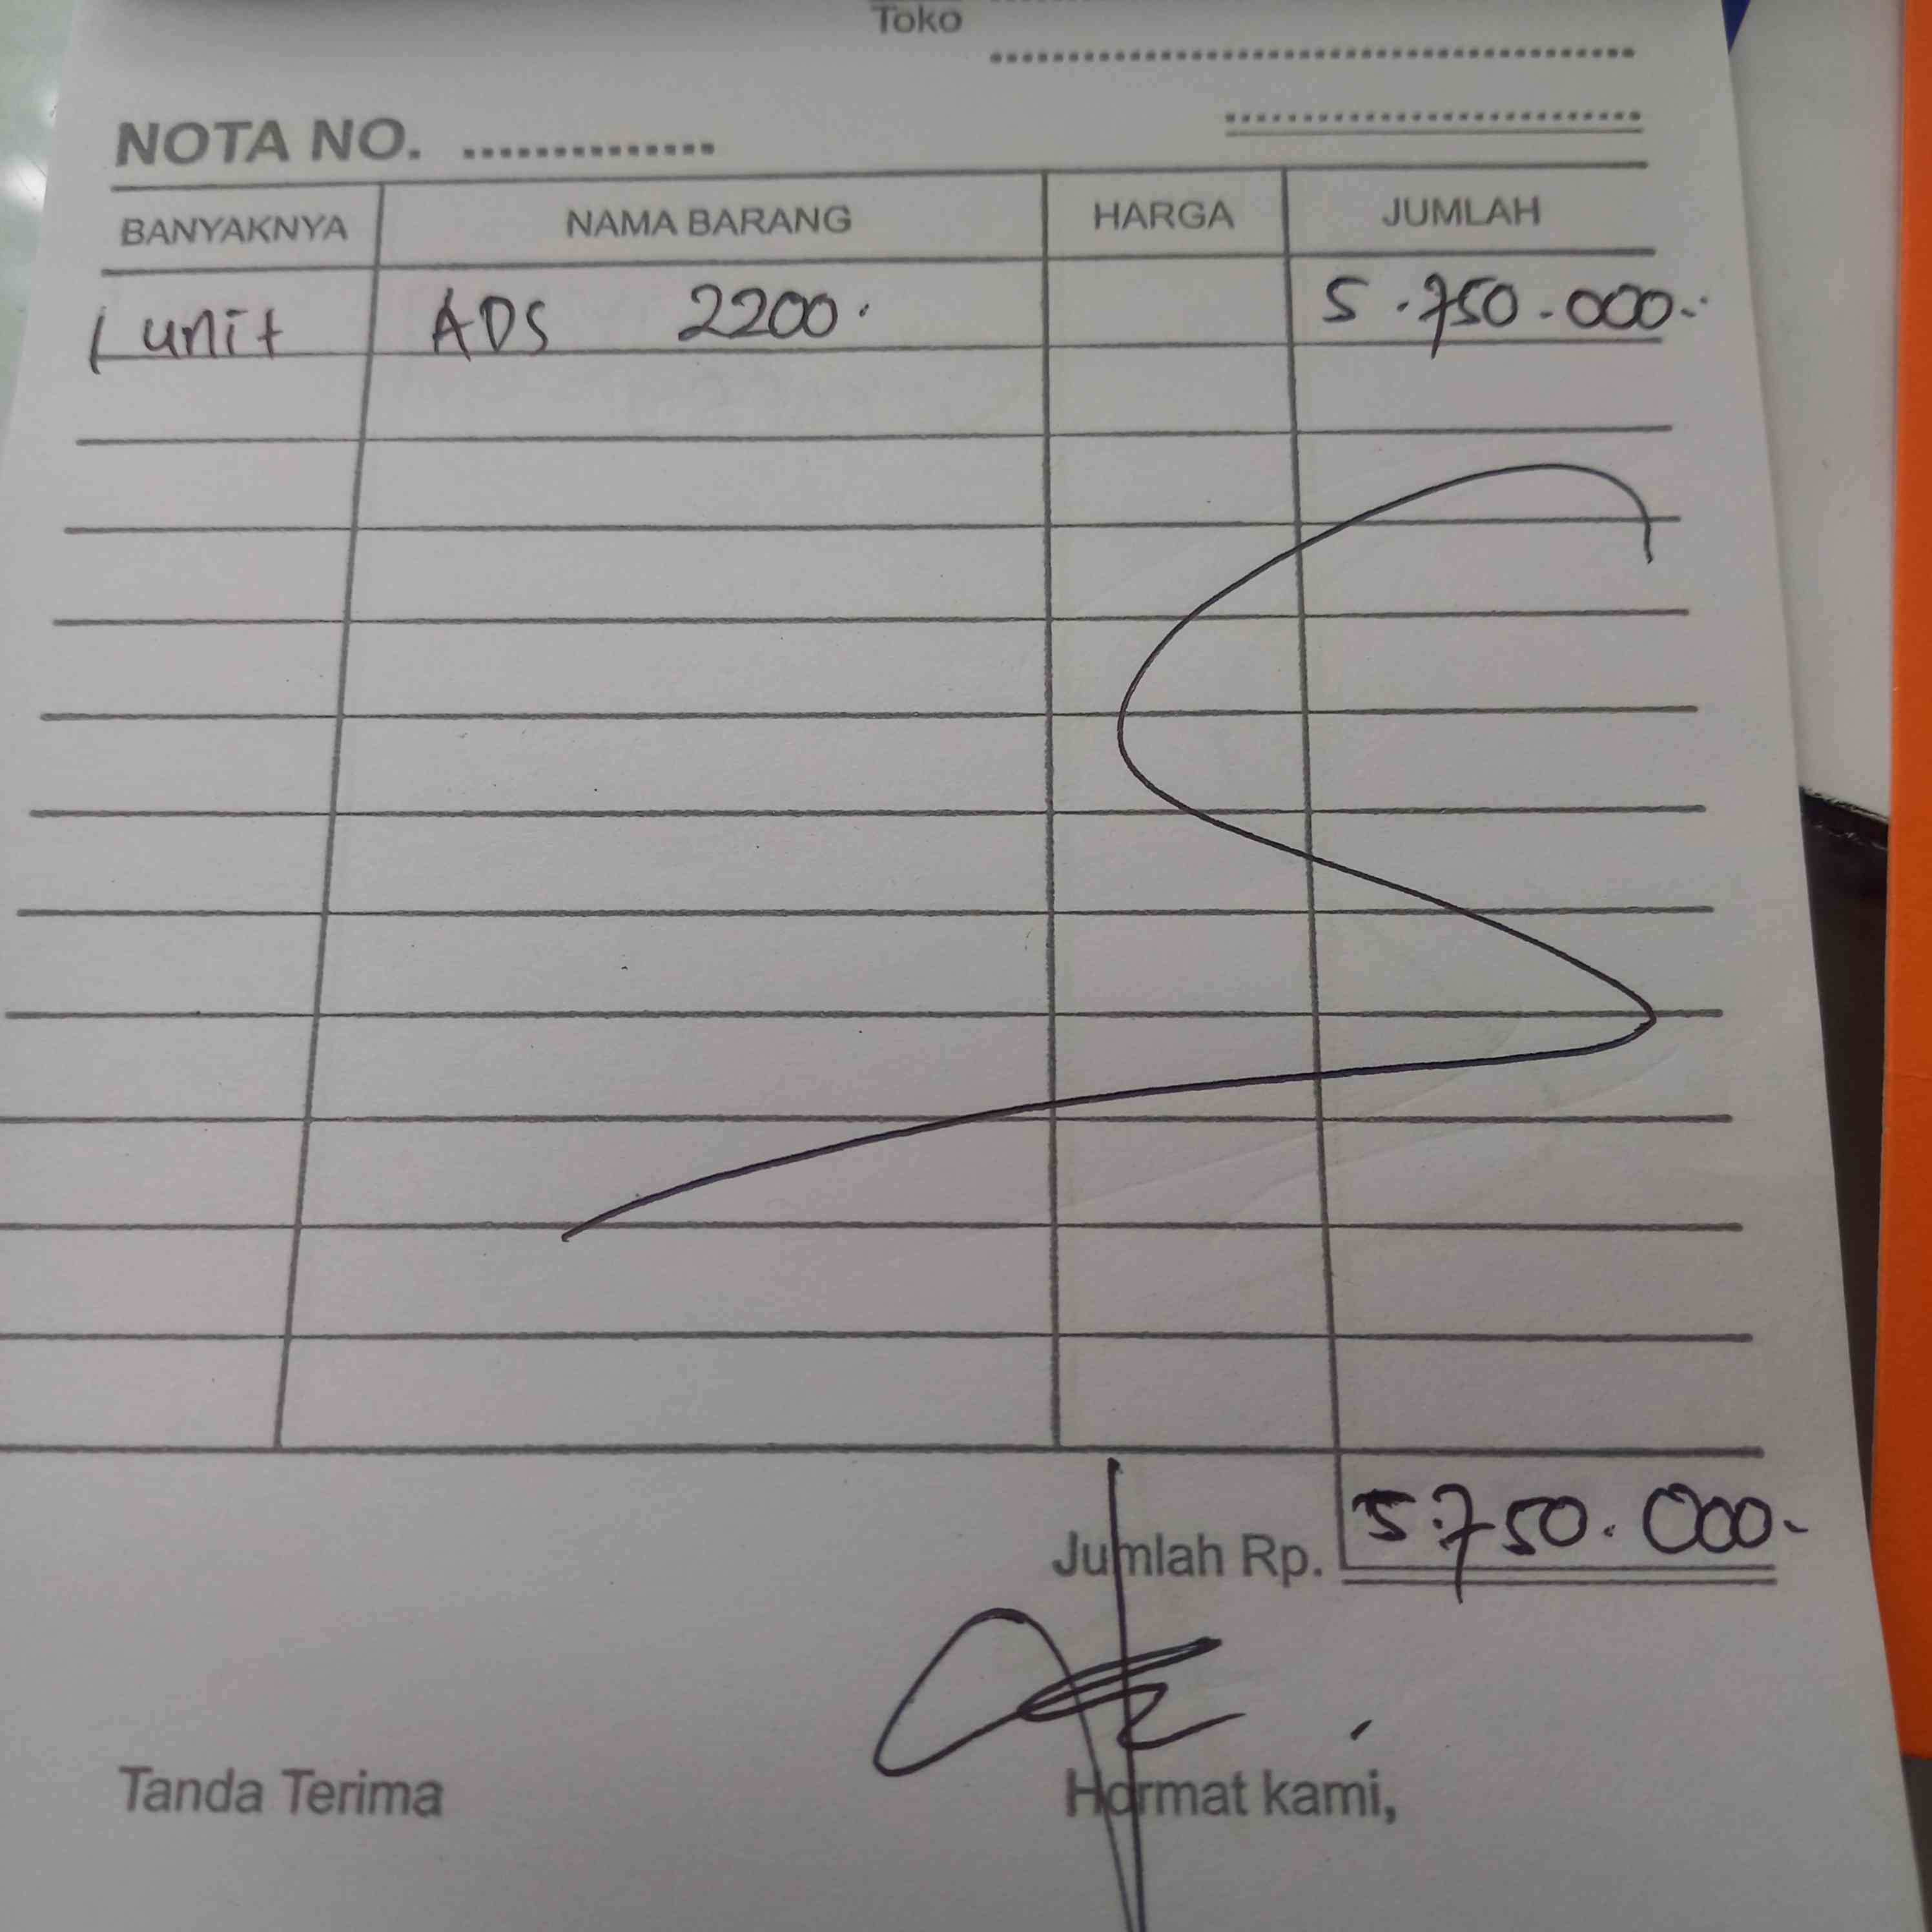 Toko
NOTA NO.
BANYAKNYA NAMA BARANG HARGA JUMLAH
1 unit ADS 2200. 5.750.000.-
Jumlah Rp. 5.750.000.-
Tanda Terima Hormat kami,